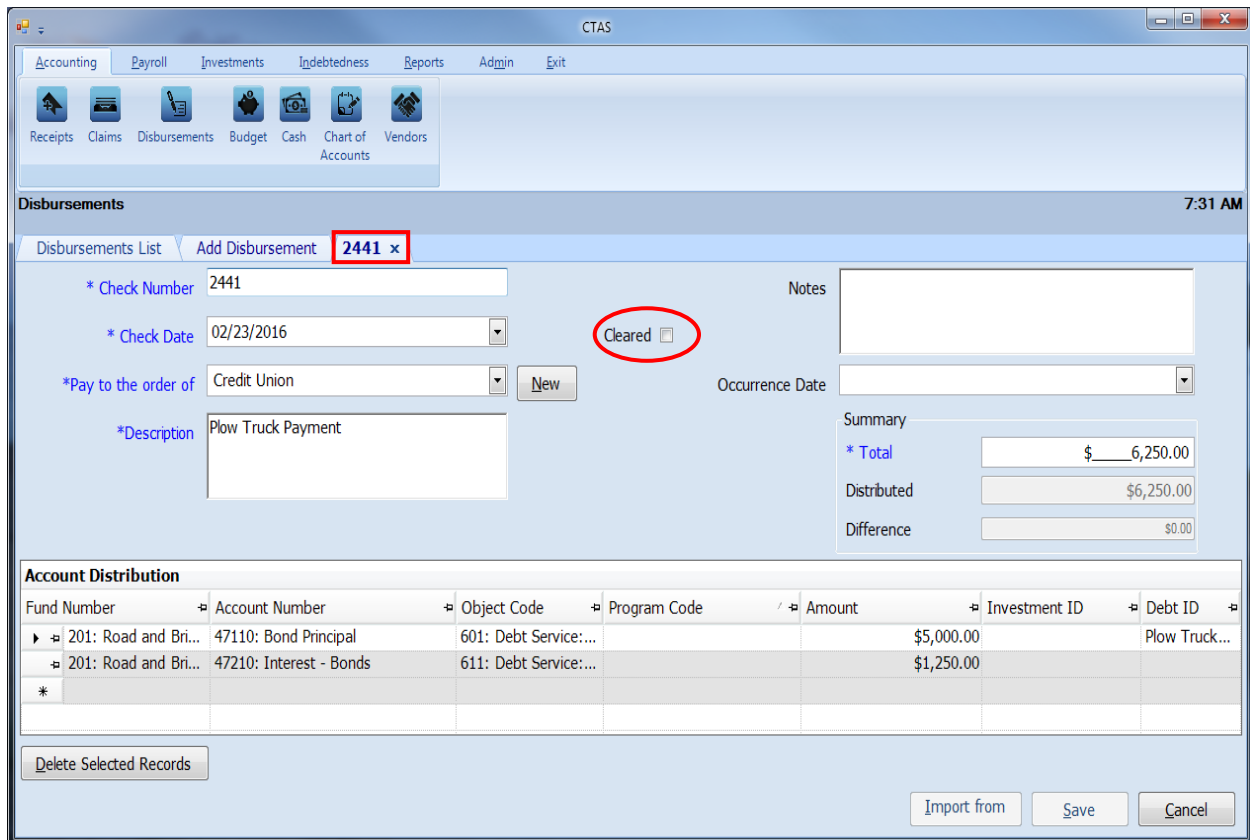 CTAS
Accounting Payroll Investments Indebtedness Reports Admin Exit
Receipts Claims Disbursements Budget Cash Chart of Accounts Vendors
Disbursements 7:31 AM
Disbursements List Add Disbursement 2441 x
* Check Number 2441 Notes
* Check Date 02/23/2016 Cleared
*Pay to the order of Credit Union New Occurrence Date
*Description Plow Truck Payment Summary
* Total $_____6,250.00
Distributed $6,250.00
Difference $0.00
Account Distribution
Fund Number Account Number Object Code Program Code Amount Investment ID Debt ID
201: Road and Bri... 47110: Bond Principal 601: Debt Service:... $5,000.00 Plow Truck...
201: Road and Bri... 47210: Interest - Bonds 611: Debt Service:... $1,250.00
*
Delete Selected Records
Import from Save Cancel